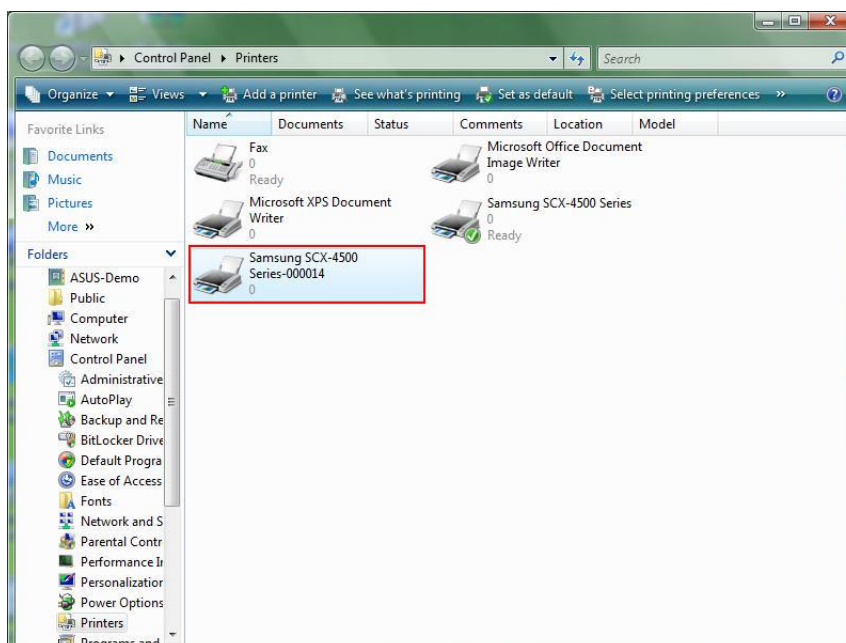 Control Panel ▸ Printers
Search
Organize Views Add a printer See what's printing Set as default Select printing preferences »
Favorite Links
Documents
Music
Pictures
More »
Folders
ASUS-Demo
Public
Computer
Network
Control Panel
Administrative
AutoPlay
Backup and Re
BitLocker Drive
Default Progra
Ease of Access
Fonts
Network and S
Parental Contr
Performance Ir
Personalization
Power Options
Printers
Programs and
Name Documents Status Comments Location Model
Fax
0
Ready
Microsoft Office Document
Image Writer
0
Microsoft XPS Document
Writer
0
Samsung SCX-4500 Series
0
Ready
Samsung SCX-4500
Series-000014
0